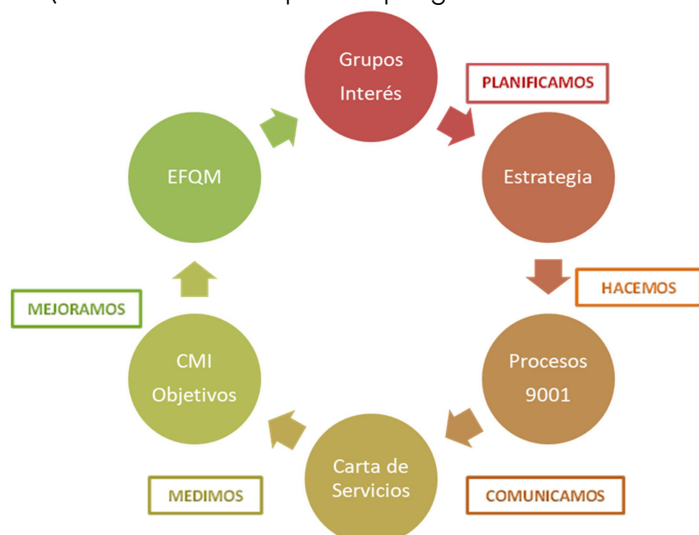 Grupos
Interés
PLANIFICAMOS
Estrategia
HACEMOS
Procesos
9001
COMUNICAMOS
Carta de
Servicios
MEDIMOS
CMI
Objetivos
MEJORAMOS
EFQM